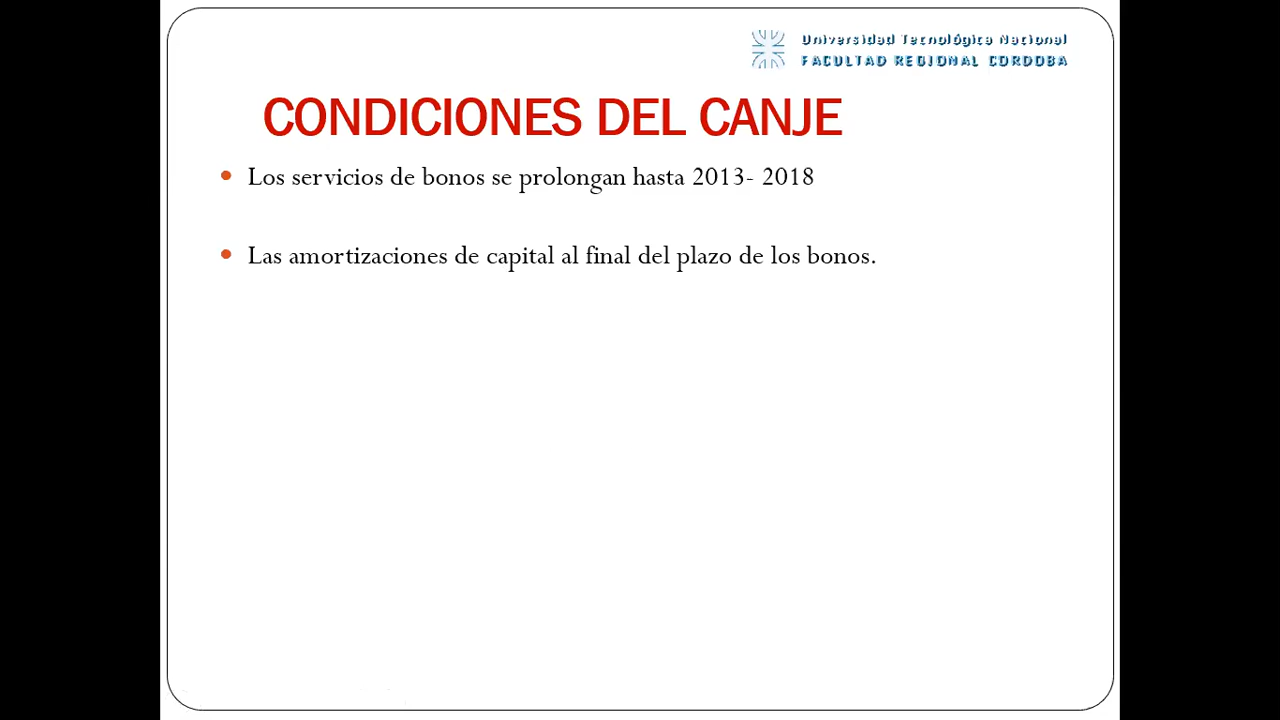 Universidad Tecnológica Nacional
FACULTAD REGIONAL CORDOBA
CONDICIONES DEL CANJE
Los servicios de bonos se prolongan hasta 2013- 2018
Las amortizaciones de capital al final del plazo de los bonos.